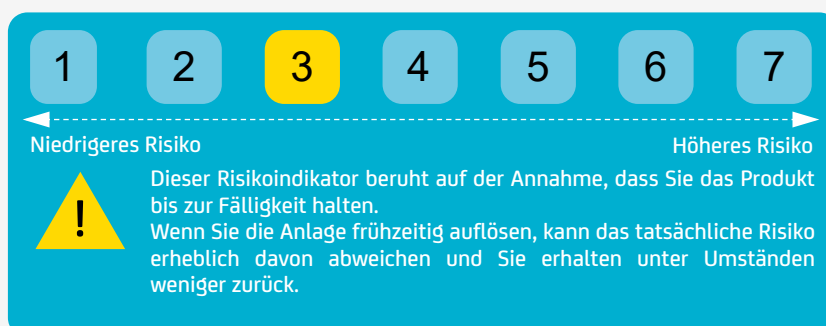 1 2 3 4 5 6 7
Niedrigeres Risiko Höheres Risiko
!
Dieser Risikoindikator beruht auf der Annahme, dass Sie das Produkt
bis zur Fälligkeit halten.
Wenn Sie die Anlage frühzeitig auflösen, kann das tatsächliche Risiko
erheblich davon abweichen und Sie erhalten unter Umständen
weniger zurück.